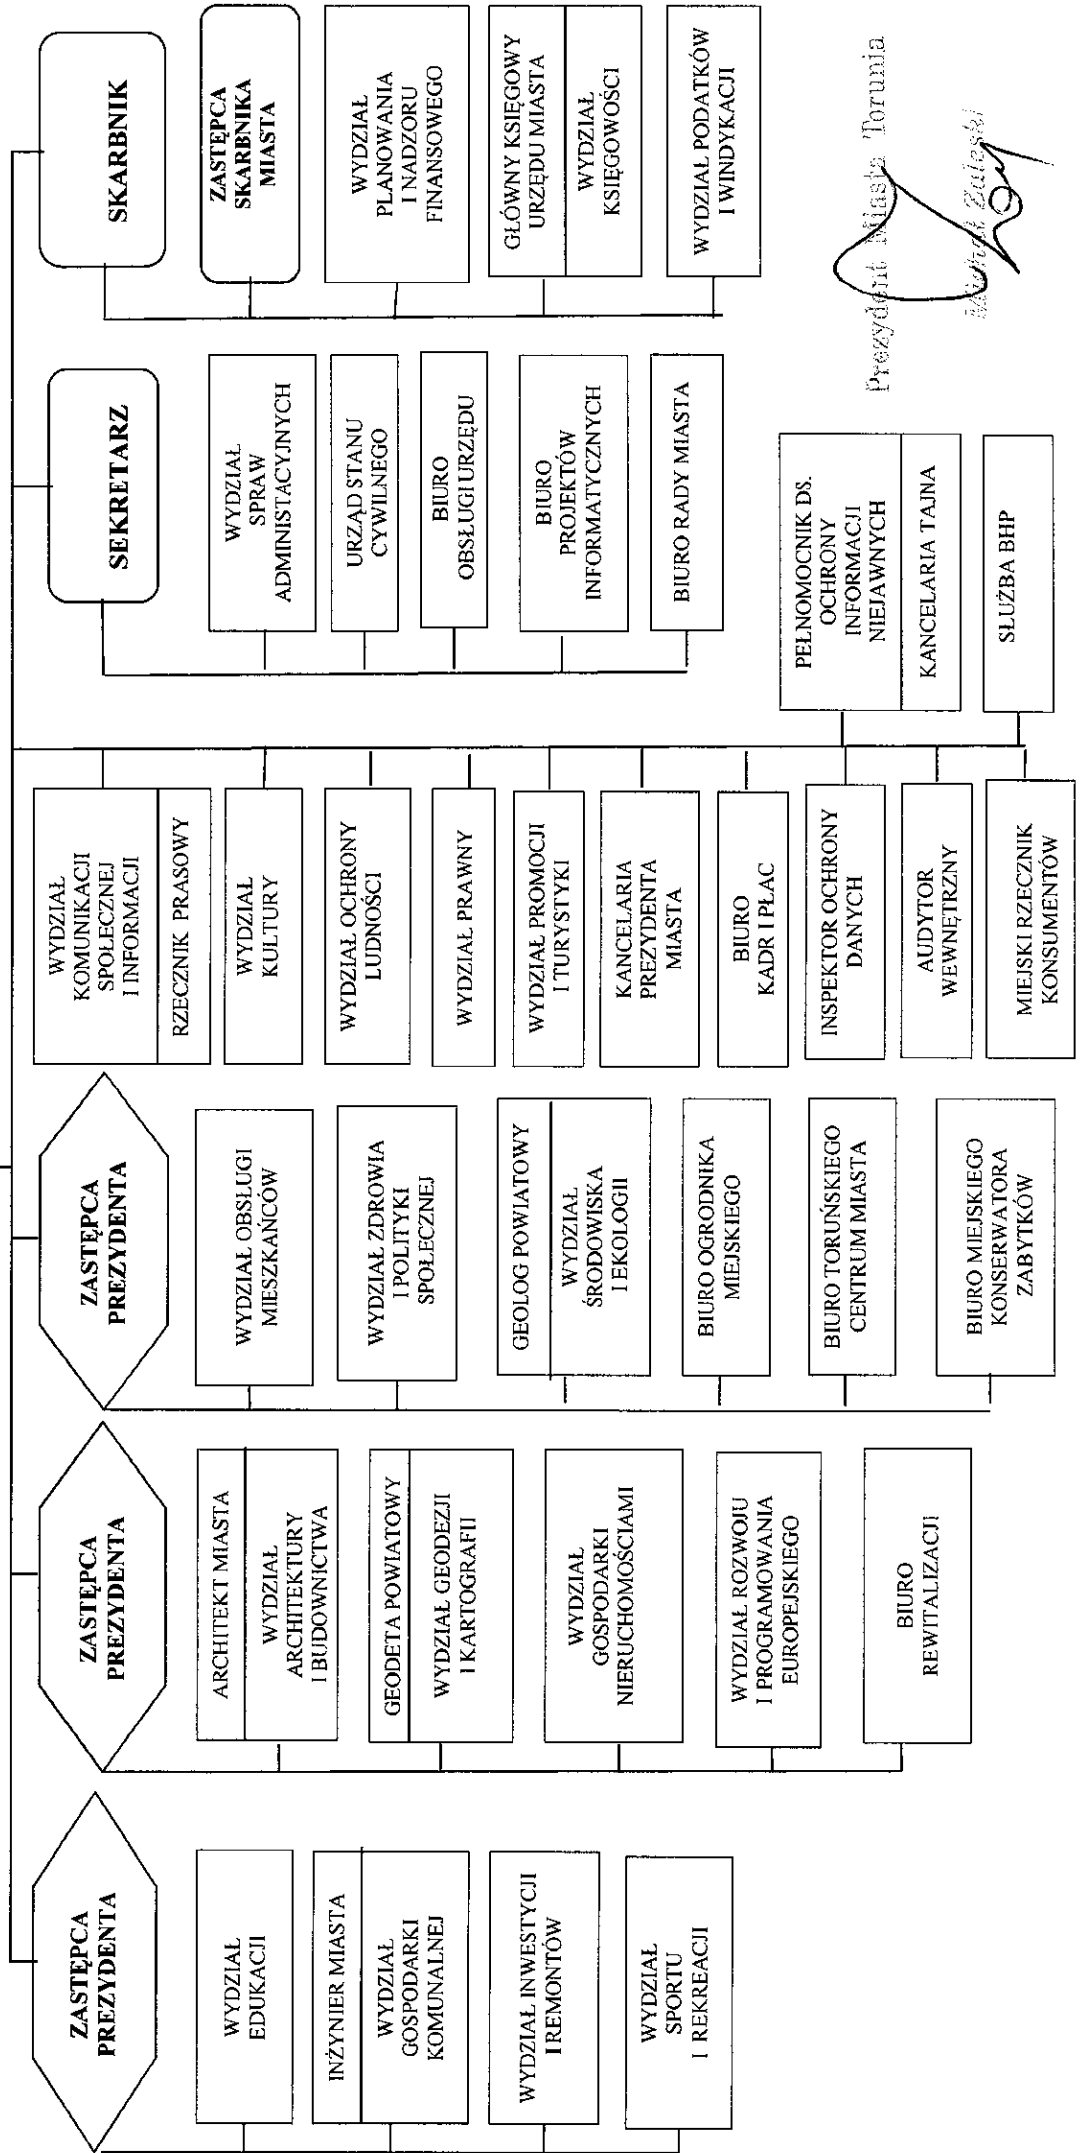 ZASTĘPCA
PREZYDENTA
WYDZIAŁ
EDUKACJI
INŻYNIER MIASTA
WYDZIAŁ
GOSPODARKI
KOMUNALNEJ
WYDZIAŁ INWESTYCJI
I REMONTÓW
WYDZIAŁ
SPORTU
I REKREACJI
ZASTĘPCA
PREZYDENTA
ARCHITEKT MIASTA
WYDZIAŁ
ARCHITEKTURY
I BUDOWNICTWA
GEODETA POWIATOWY
WYDZIAŁ GEODEZJI
I KARTOGRAFII
WYDZIAŁ
GOSPODARKI
NIERUCHOMOŚCIAMI
WYDZIAŁ ROZWOJU
I PROGRAMOWANIA
EUROPEJSKIEGO
BIURO
REWITALIZACJI
ZASTĘPCA
PREZYDENTA
WYDZIAŁ OBSŁUGI
MIESZKAŃCÓW
WYDZIAŁ ZDROWIA
I POLITYKI
SPOŁECZNEJ
GEOLOG POWIATOWY
WYDZIAŁ
ŚRODOWISKA
I EKOLOGII
BIURO OGRODNIKA
MIEJSKIEGO
BIURO TORUŃSKIEGO
CENTRUM MIASTA
BIURO MIEJSKIEGO
KONSERWATORA
ZABYTKÓW
WYDZIAŁ
KOMUNIKACJI
SPOŁECZNEJ
I INFORMACJI
RZECZNIK PRASOWY
WYDZIAŁ
KULTURY
WYDZIAŁ OCHRONY
LUDNOŚCI
WYDZIAŁ PRAWNY
WYDZIAŁ PROMOCJI
I TURYSTYKI
KANCELARIA
PREZYDENTA
MIASTA
BIURO
KADR I PŁAC
INSPEKTOR OCHRONY
DANYCH
AUDYTOR
WEWNĘTRZNY
MIEJSKI RZECZNIK
KONSUMENTÓW
PEŁNOMOCNIK DS.
OCHRONY
INFORMACJI
NIEJAWNYCH
KANCELARIA TAJNA
SŁUŻBA BHP
SEKRETARZ
WYDZIAŁ
SPRAW
ADMINISTACYJNYCH
URZĄD STANU
CYWILNEGO
BIURO
OBSŁUGI URZĘDU
BIURO
PROJEKTÓW
INFORMATYCZNYCH
BIURO RADY MIASTA
SKARBNIK
ZASTĘPCA
SKARBNIKA
MIASTA
WYDZIAŁ
PLANOWANIA
I NADZORU
FINANSOWEGO
GŁÓWNY KSIĘGOWY
URZĘDU MIASTA
WYDZIAŁ
KSIĘGOWOŚCI
WYDZIAŁ PODATKÓW
I WINDYKACJI
Prezydent Miasta Torunia
Michał Zaleski